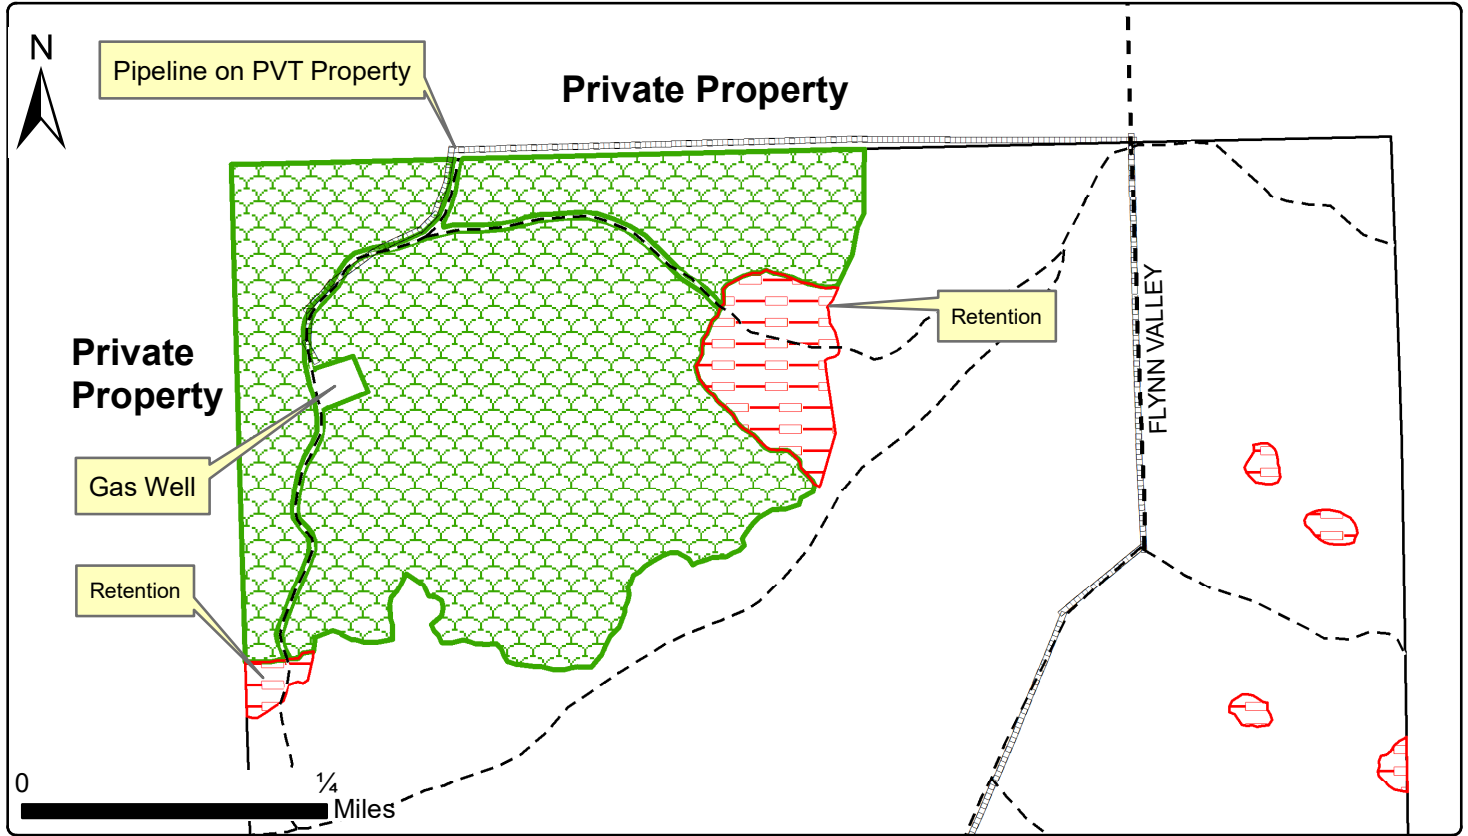 N
Pipeline on PVT Property
Private Property
Retention
FLYNN VALLEY
Private
Property
Gas Well
Retention
0
¼
Miles